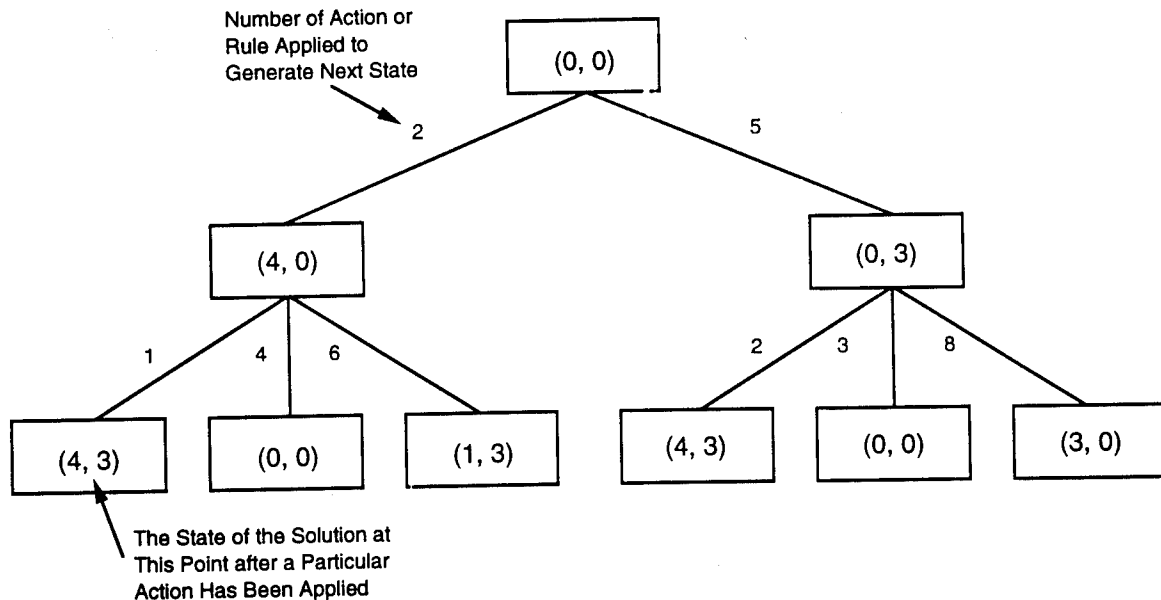 Number of Action or
Rule Applied to
Generate Next State
(0, 0)
2
5
(4, 0)
(0, 3)
1
4
6
2
3
8
(4, 3)
(0, 0)
(1, 3)
(4, 3)
(0, 0)
(3, 0)
The State of the Solution at
This Point after a Particular
Action Has Been Applied